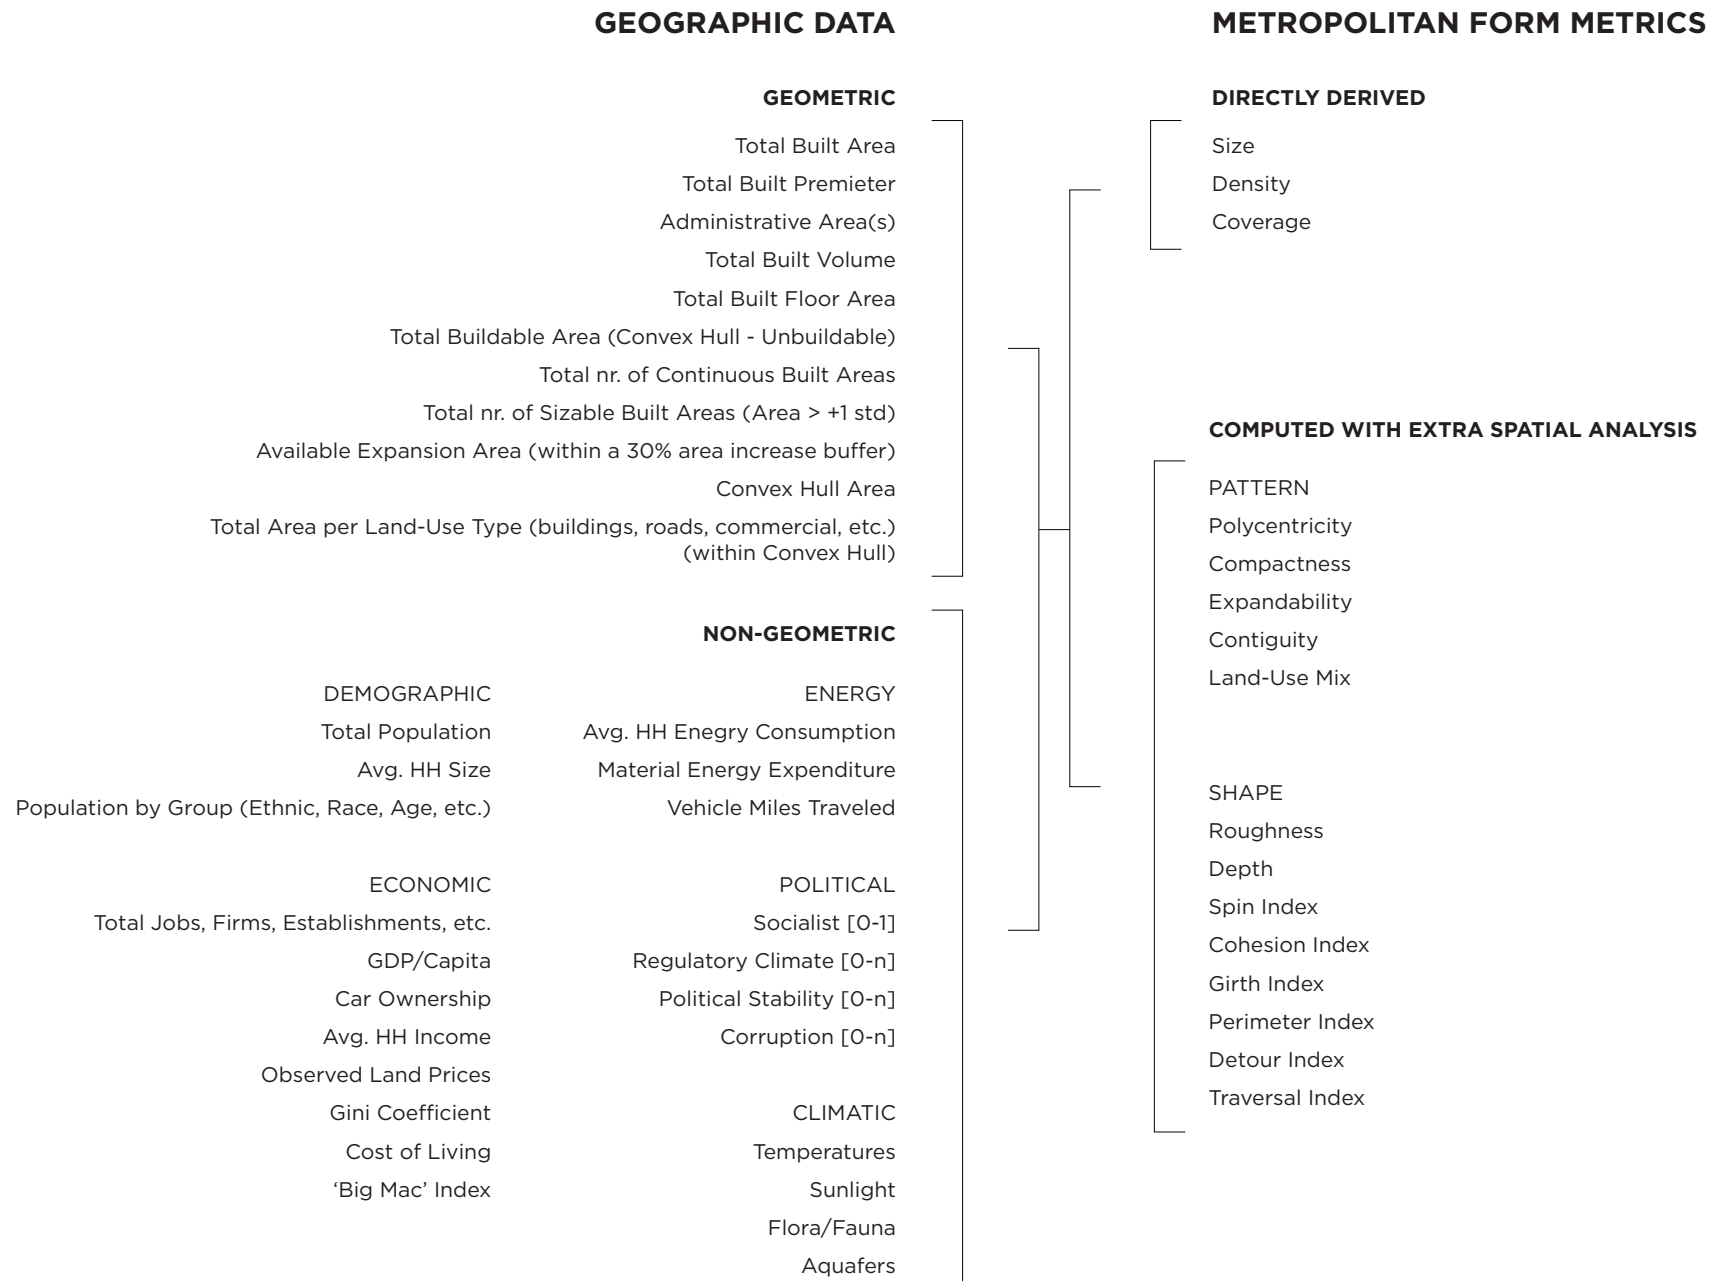 GEOGRAPHIC DATA
GEOMETRIC
Total Built Area
Total Built Premieter
Administrative Area(s)
Total Built Volume
Total Built Floor Area
Total Buildable Area (Convex Hull - Unbuildable)
Total nr. of Continuous Built Areas
Total nr. of Sizable Built Areas (Area > +1 std)
Available Expansion Area (within a 30% area increase buffer)
Convex Hull Area
Total Area per Land-Use Type (buildings, roads, commercial, etc.)
(within Convex Hull)
NON-GEOMETRIC
DEMOGRAPHIC
Total Population
Avg. HH Size
Population by Group (Ethnic, Race, Age, etc.)
ECONOMIC
Total Jobs, Firms, Establishments, etc.
GDP/Capita
Car Ownership
Avg. HH Income
Observed Land Prices
Gini Coefficient
Cost of Living
‘Big Mac’ Index
ENERGY
Avg. HH Enegry Consumption
Material Energy Expenditure
Vehicle Miles Traveled
POLITICAL
Socialist [0-1]
Regulatory Climate [0-n]
Political Stability [0-n]
Corruption [0-n]
CLIMATIC
Temperatures
Sunlight
Flora/Fauna
Aquafers
METROPOLITAN FORM METRICS
DIRECTLY DERIVED
Size
Density
Coverage
COMPUTED WITH EXTRA SPATIAL ANALYSIS
PATTERN
Polycentricity
Compactness
Expandability
Contiguity
Land-Use Mix
SHAPE
Roughness
Depth
Spin Index
Cohesion Index
Girth Index
Perimeter Index
Detour Index
Traversal Index